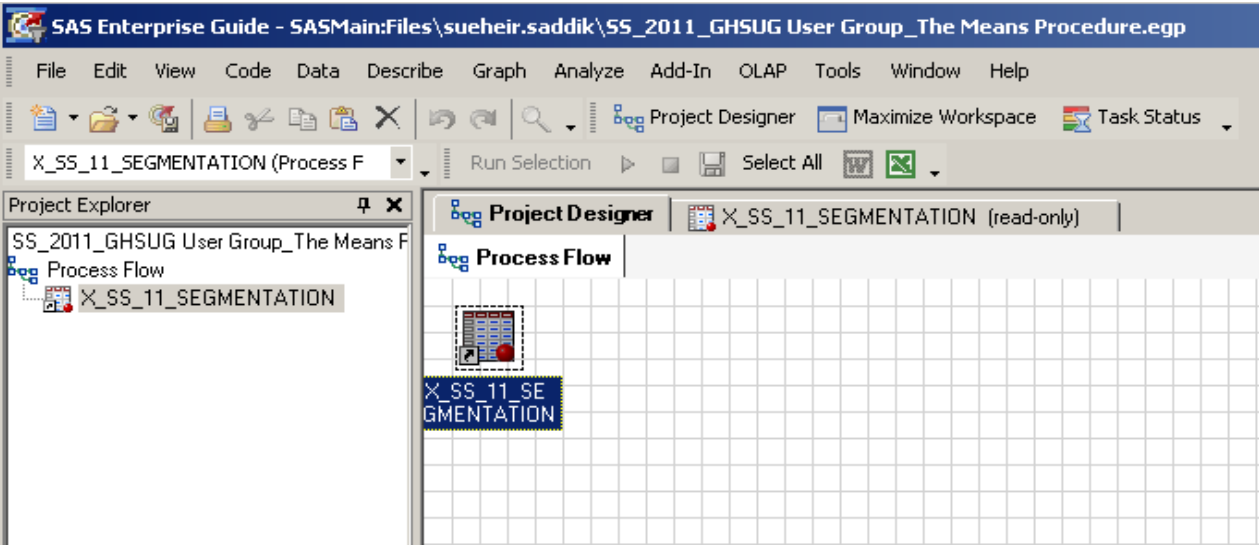 SAS Enterprise Guide - SASMain:Files\sueheir.saddik\SS_2011_GHSUG User Group_The Means Procedure.egp
File Edit View Code Data Describe Graph Analyze Add-In OLAP Tools Window Help
Project Designer Maximize Workspace Task Status
X_SS_11_SEGMENTATION (Process F Run Selection Select All
Project Explorer
SS_2011_GHSUG User Group_The Means F
Process Flow
X_SS_11_SEGMENTATION
Project Designer X_SS_11_SEGMENTATION (read-only)
Process Flow
X_SS_11_SE
GMENTATION